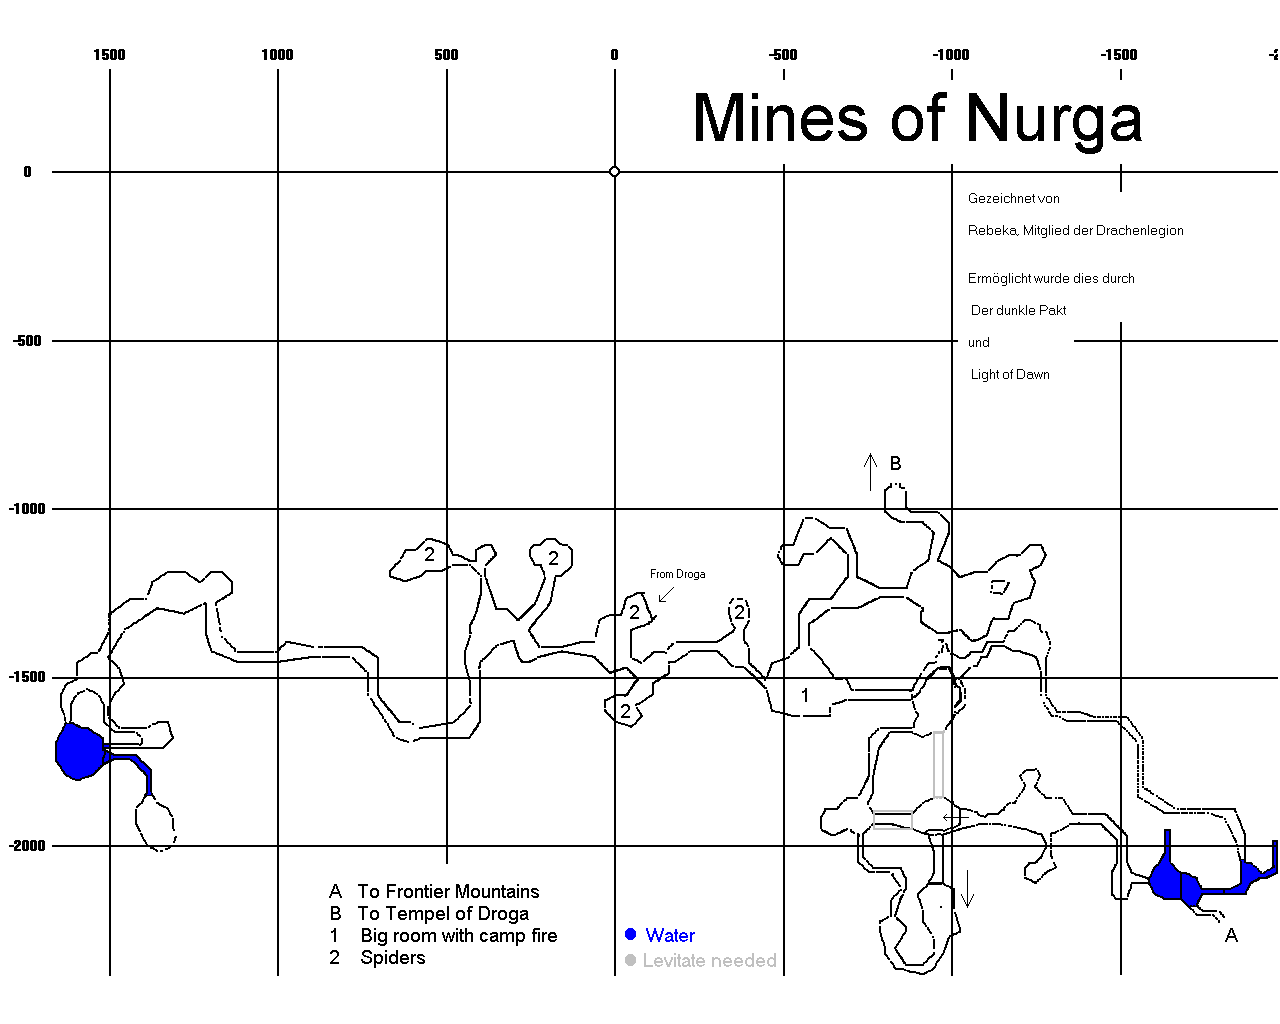 1500 1000 500 0 -500 -1000 -1500
Mines of Nurga
0
Gezeichnet von
Rebeka, Mitglied der Drachenlegion
Ermöglicht wurde dies durch
Der dunkle Pakt
-500
und
Light of Dawn
B
-1000
2 2
From Droga
2 2
-1500
1
2
-2000
A To Frontier Mountains
B To Tempel of Droga
1 Big room with camp fire
2 Spiders
Water
Levitate needed
A